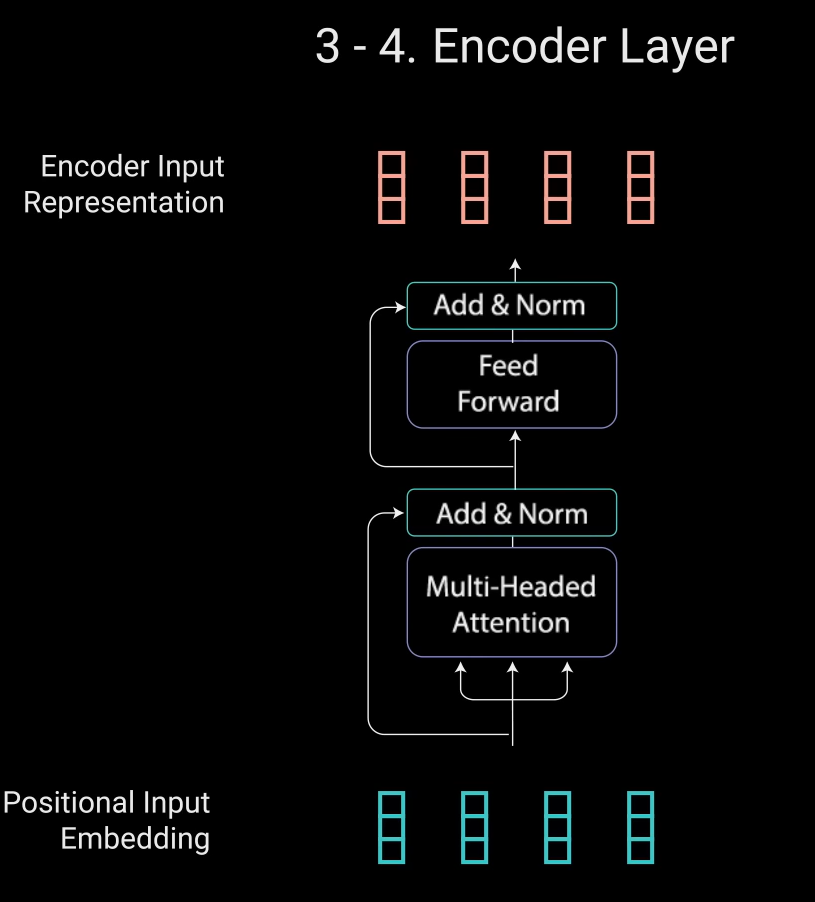 3 - 4. Encoder Layer
Encoder Input
Representation
Add & Norm
Feed
Forward
Add & Norm
Multi-Headed
Attention
Positional Input
Embedding